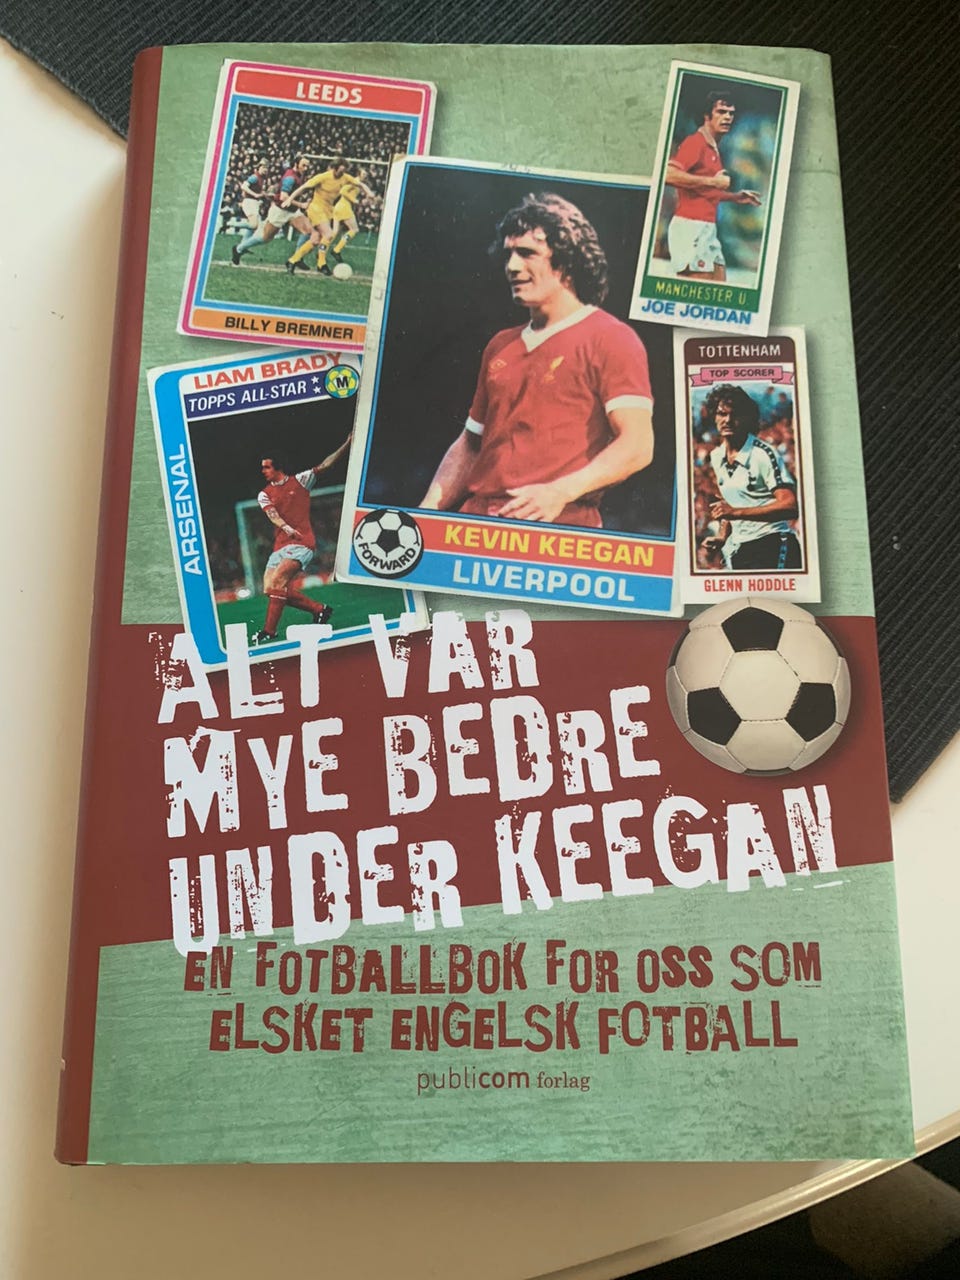 LEEDS
BILLY BREMNER
MANCHESTER U.
JOE JORDAN
LIAM BRADY
TOPPS ALL-STAR
M
ARSENAL
FORWARD
KEVIN KEEGAN
LIVERPOOL
TOTTENHAM
TOP SCORER
GLENN HODDLE
ALT VAR
MYE BEDRE
UNDER KEEGAN
EN FOTBALLBOK FOR OSS SOM
ELSKET ENGELSK FOTBALL
publicom forlag